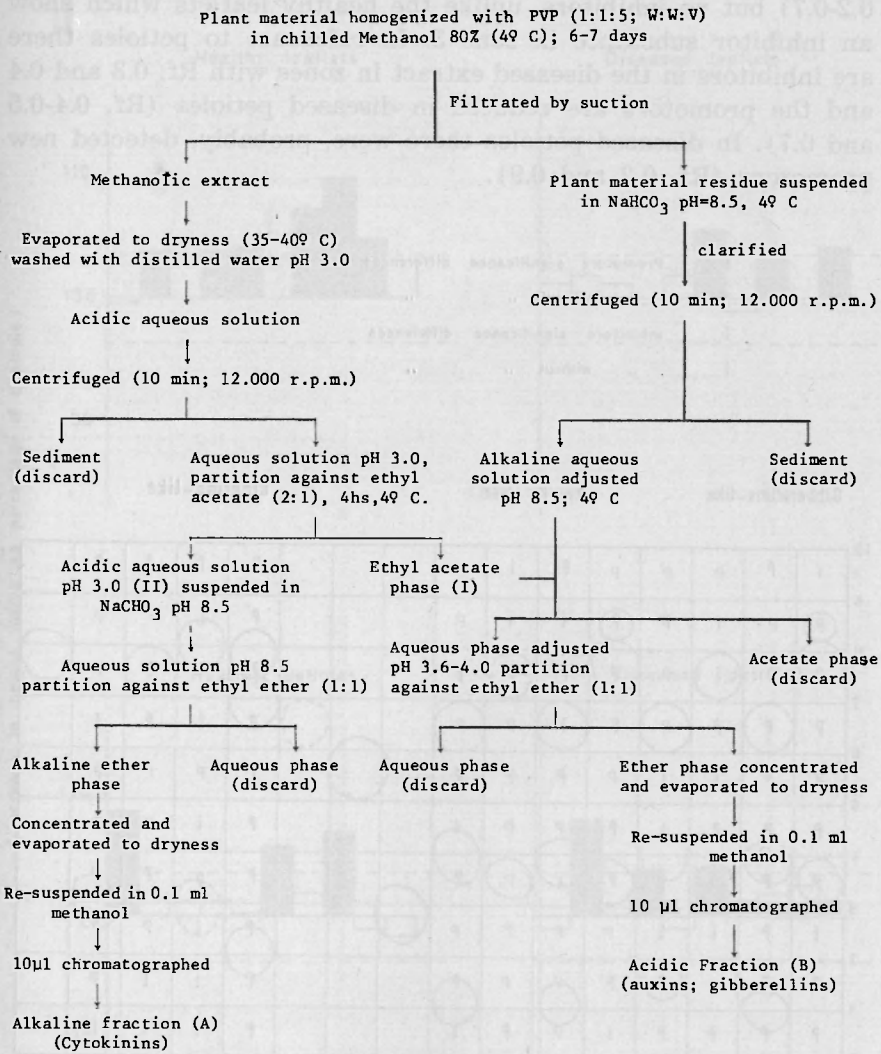 Plant material homogenized with PVP (1:1:5; W:W:V)
in chilled Methanol 80% (4º C); 6-7 days
Filtrated by suction
Methanolic extract
Plant material residue suspended
in NaHCO3 pH=8.5, 4º C
Evaporated to dryness (35-40º C)
washed with distilled water pH 3.0
clarified
Acidic aqueous solution
Centrifuged (10 min; 12.000 r.p.m.)
Centrifuged (10 min; 12.000 r.p.m.)
Sediment
(discard)
Aqueous solution pH 3.0,
partition against ethyl
acetate (2:1), 4hs,4º C.
Alkaline aqueous
solution adjusted
pH 8.5; 4º C
Sediment
(discard)
Acidic aqueous solution
pH 3.0 (II) suspended in
NaCHO3 pH 8.5
Ethyl acetate
phase (I)
Aqueous solution pH 8.5
partition against ethyl ether (1:1)
Aqueous phase adjusted
pH 3.6-4.0 partition
against ethyl ether (1:1)
Acetate phase
(discard)
Alkaline ether
phase
Aqueous phase
(discard)
Aqueous phase
(discard)
Ether phase concentrated
and evaporated to dryness
Concentrated and
evaporated to dryness
Re-suspended in 0.1 ml
methanol
Re-suspended in 0.1 ml
methanol
10 µl chromatographed
10µl chromatographed
Acidic Fraction (B)
(auxins; gibberellins)
Alkaline fraction (A)
(Cytokinins)